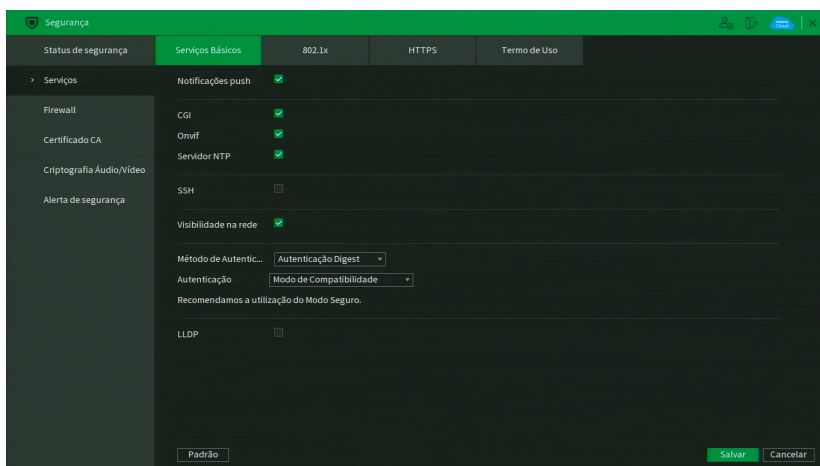 Segurança
Cloud
Status de segurança
Serviços Básicos
802.1x
HTTPS
Termo de Uso
Serviços
Notificações push
Firewall
CGI
Certificado CA
Onvif
Servidor NTP
Criptografia Áudio/Vídeo
SSH
Alerta de segurança
Visibilidade na rede
Método de Autentic... Autenticação Digest
Autenticação Modo de Compatibilidade
Recomendamos a utilização do Modo Seguro.
LLDP
Padrão
Salvar
Cancelar